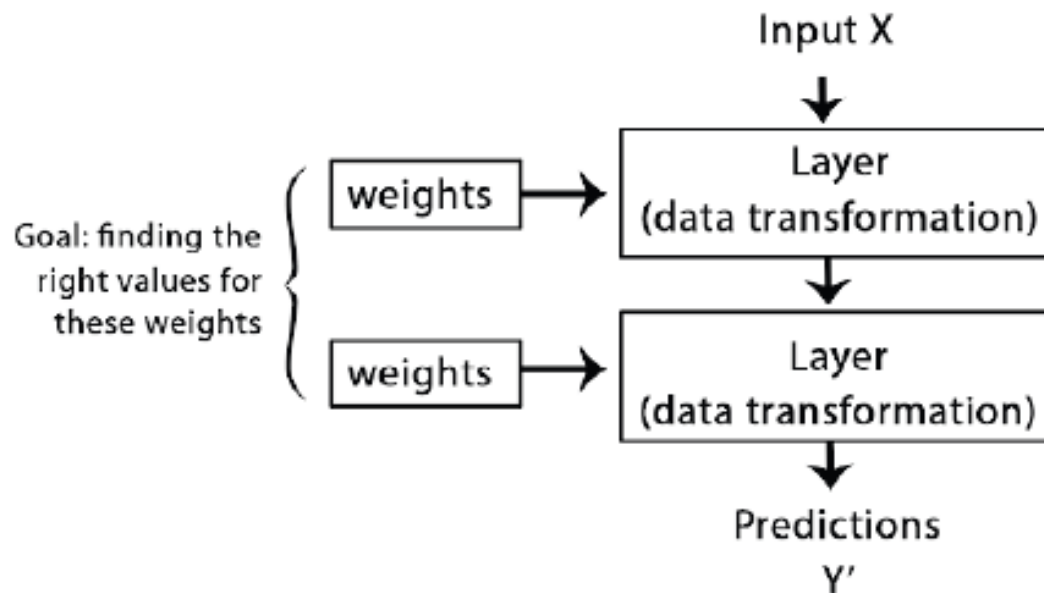 Input X
weights
Layer
(data transformation)
Goal: finding the
right values for
these weights
weights
Layer
(data transformation)
Predictions
Y'